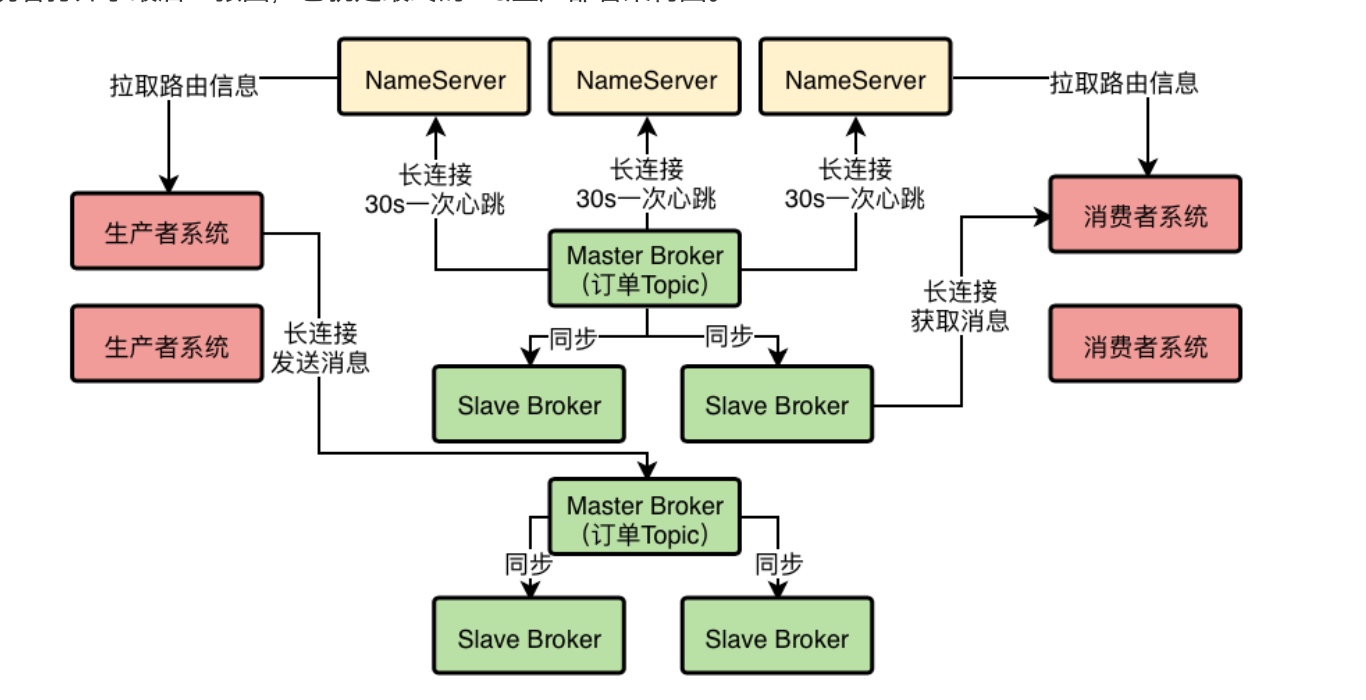 NameServer
NameServer
NameServer
拉取路由信息
拉取路由信息
长连接
30s一次心跳
长连接
30s一次心跳
长连接
30s一次心跳
生产者系统
消费者系统
Master Broker
（订单Topic）
长连接
获取消息
生产者系统
消费者系统
长连接
发送消息
同步
同步
Slave Broker
Slave Broker
Master Broker
（订单Topic）
同步
同步
Slave Broker
Slave Broker